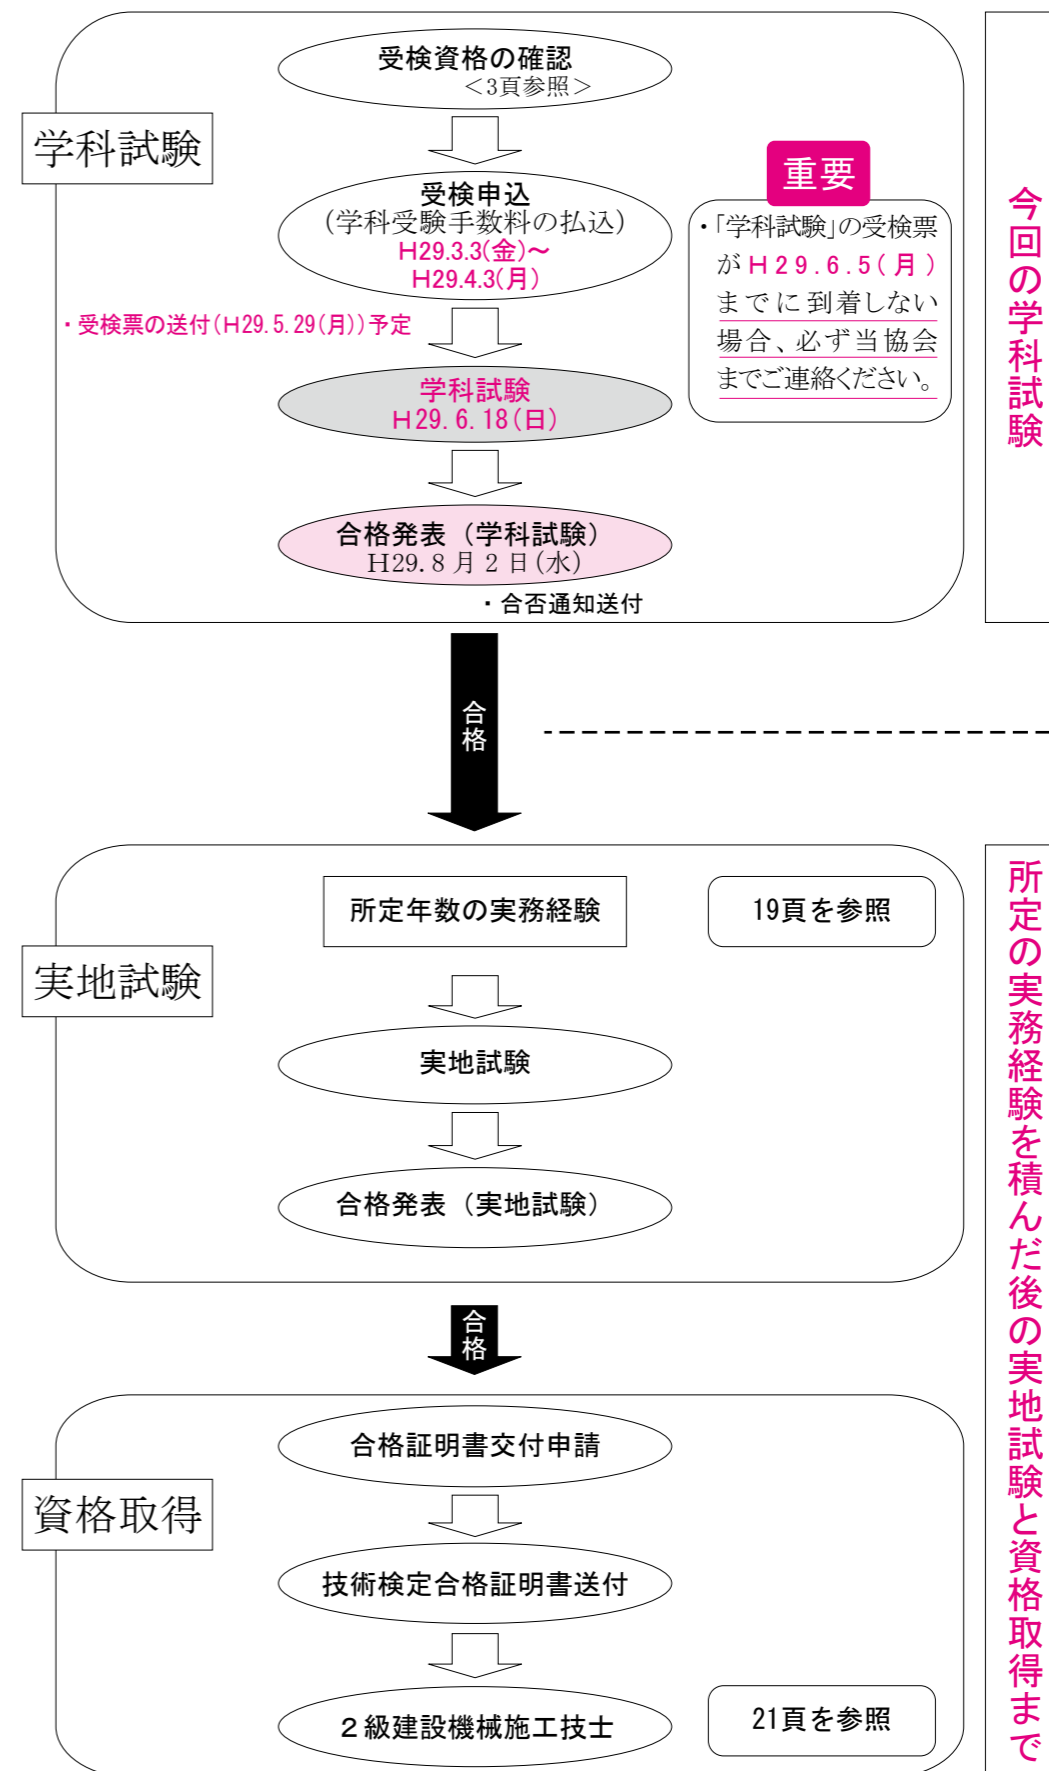 受検資格の確認
＜3頁参照＞
学科試験
受検申込
（学科受験手数料の払込）
H29.3.3(金)～
H29.4.3(月)
・受検票の送付（H29.5.29(月)）予定
重要
・「学科試験」の受検票
がH29.6.5(月)
までに到着しない
場合、必ず当協会
までご連絡ください。
学科試験
H29.6.18(日)
合格発表（学科試験）
H29.8月2日(水)
・合否通知送付
今回の学科試験
合格
所定年数の実務経験
19頁を参照
実地試験
実地試験
合格発表（実地試験）
合格
合格証明書交付申請
資格取得
技術検定合格証明書送付
２級建設機械施工技士
21頁を参照
所定の実務経験を積んだ後の実地試験と資格取得まで